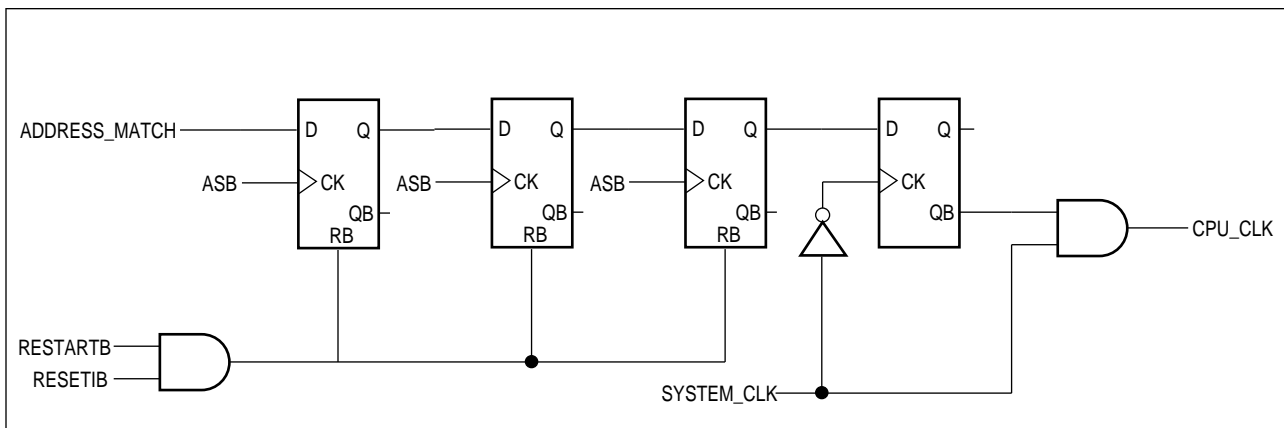 ADDRESS_MATCH
D Q D Q D Q D Q
ASB CK ASB CK ASB CK CK
QB QB QB QB
RB RB RB
CPU_CLK
RESTARTB
RESETIB
SYSTEM_CLK